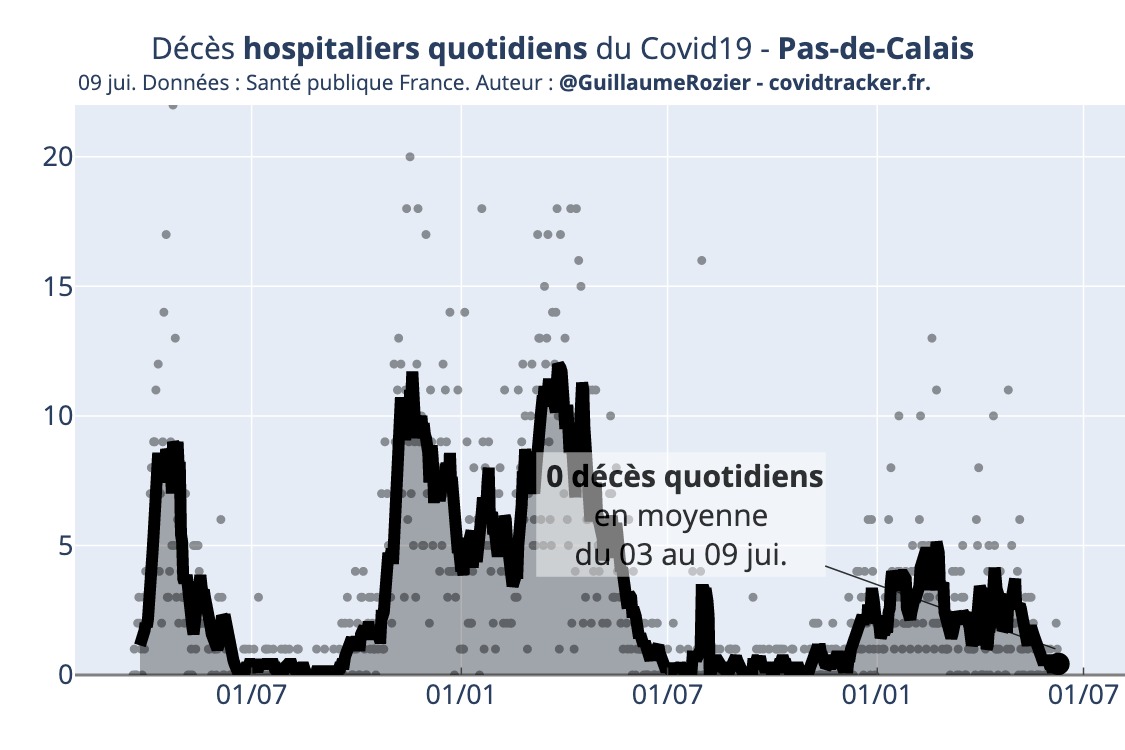 Décès hospitaliers quotidiens du Covid19 - Pas-de-Calais
09 jui. Données : Santé publique France. Auteur : @GuillaumeRozier - covidtracker.fr.
20
15
10
5
0
0 décès quotidiens
en moyenne
du 03 au 09 jui.
01/07 01/01 01/07 01/01 01/07